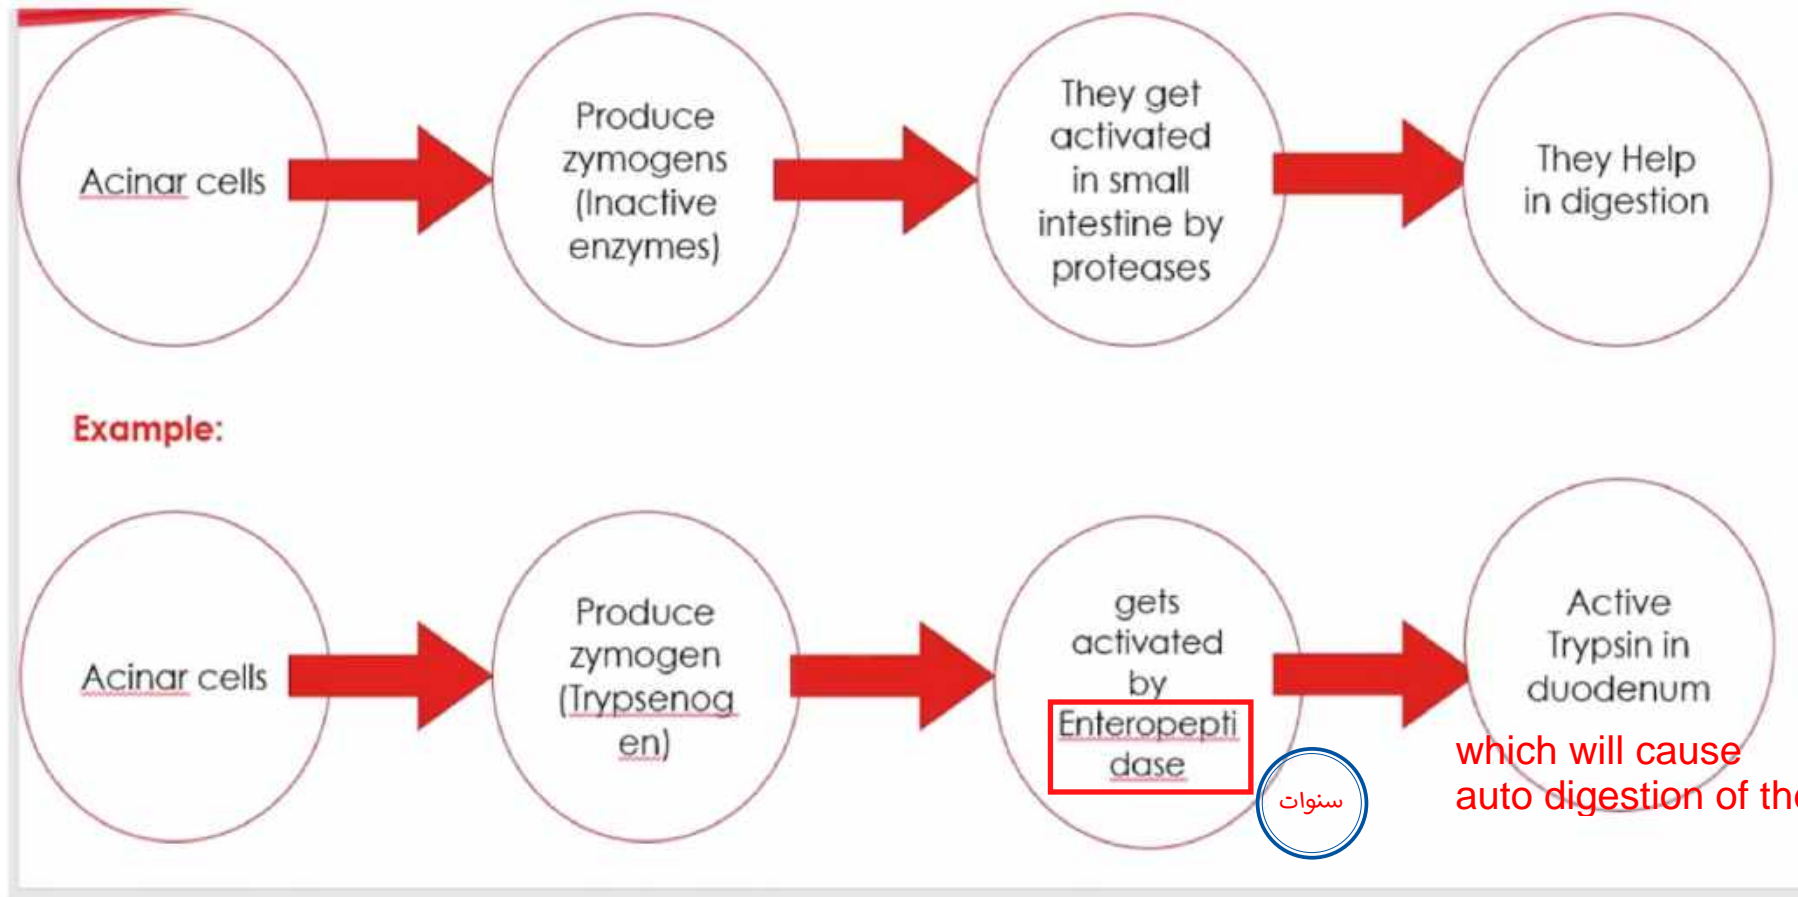 Acinar cells
Produce
zymogens
(Inactive
enzymes)
They get
activated
in small
intestine by
proteases
They Help
in digestion
Example:
Acinar cells
Produce
zymogen
(Trypsenog
en)
gets
activated
by
Enteropepti
dase
سنوات
Active
Trypsin in
duodenum
which will cause
auto digestion of the